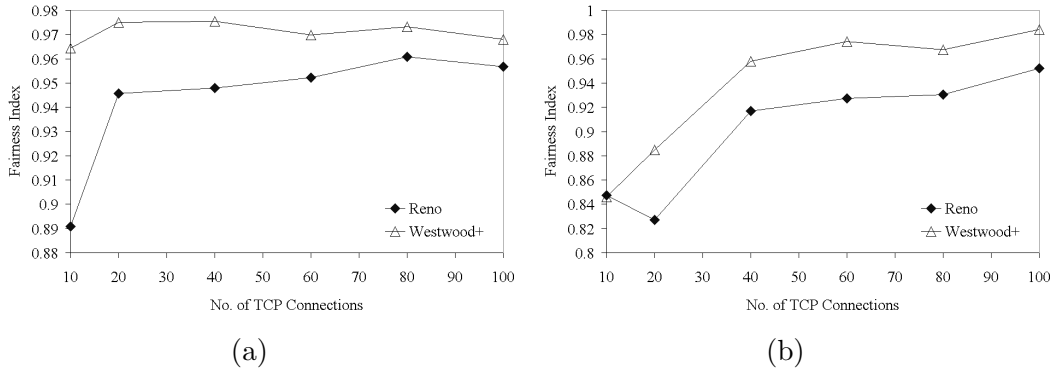 0.98
0.97
0.96
0.95
0.94
0.93
0.92
0.91
0.9
0.89
0.88
Fairness Index
10 20 30 40 50 60 70 80 90 100
No. of TCP Connections
Reno
Westwood+
(a)
1
0.98
0.96
0.94
0.92
0.9
0.88
0.86
0.84
0.82
0.8
Fairness Index
10 20 30 40 50 60 70 80 90 100
No. of TCP Connections
Reno
Westwood+
(b)